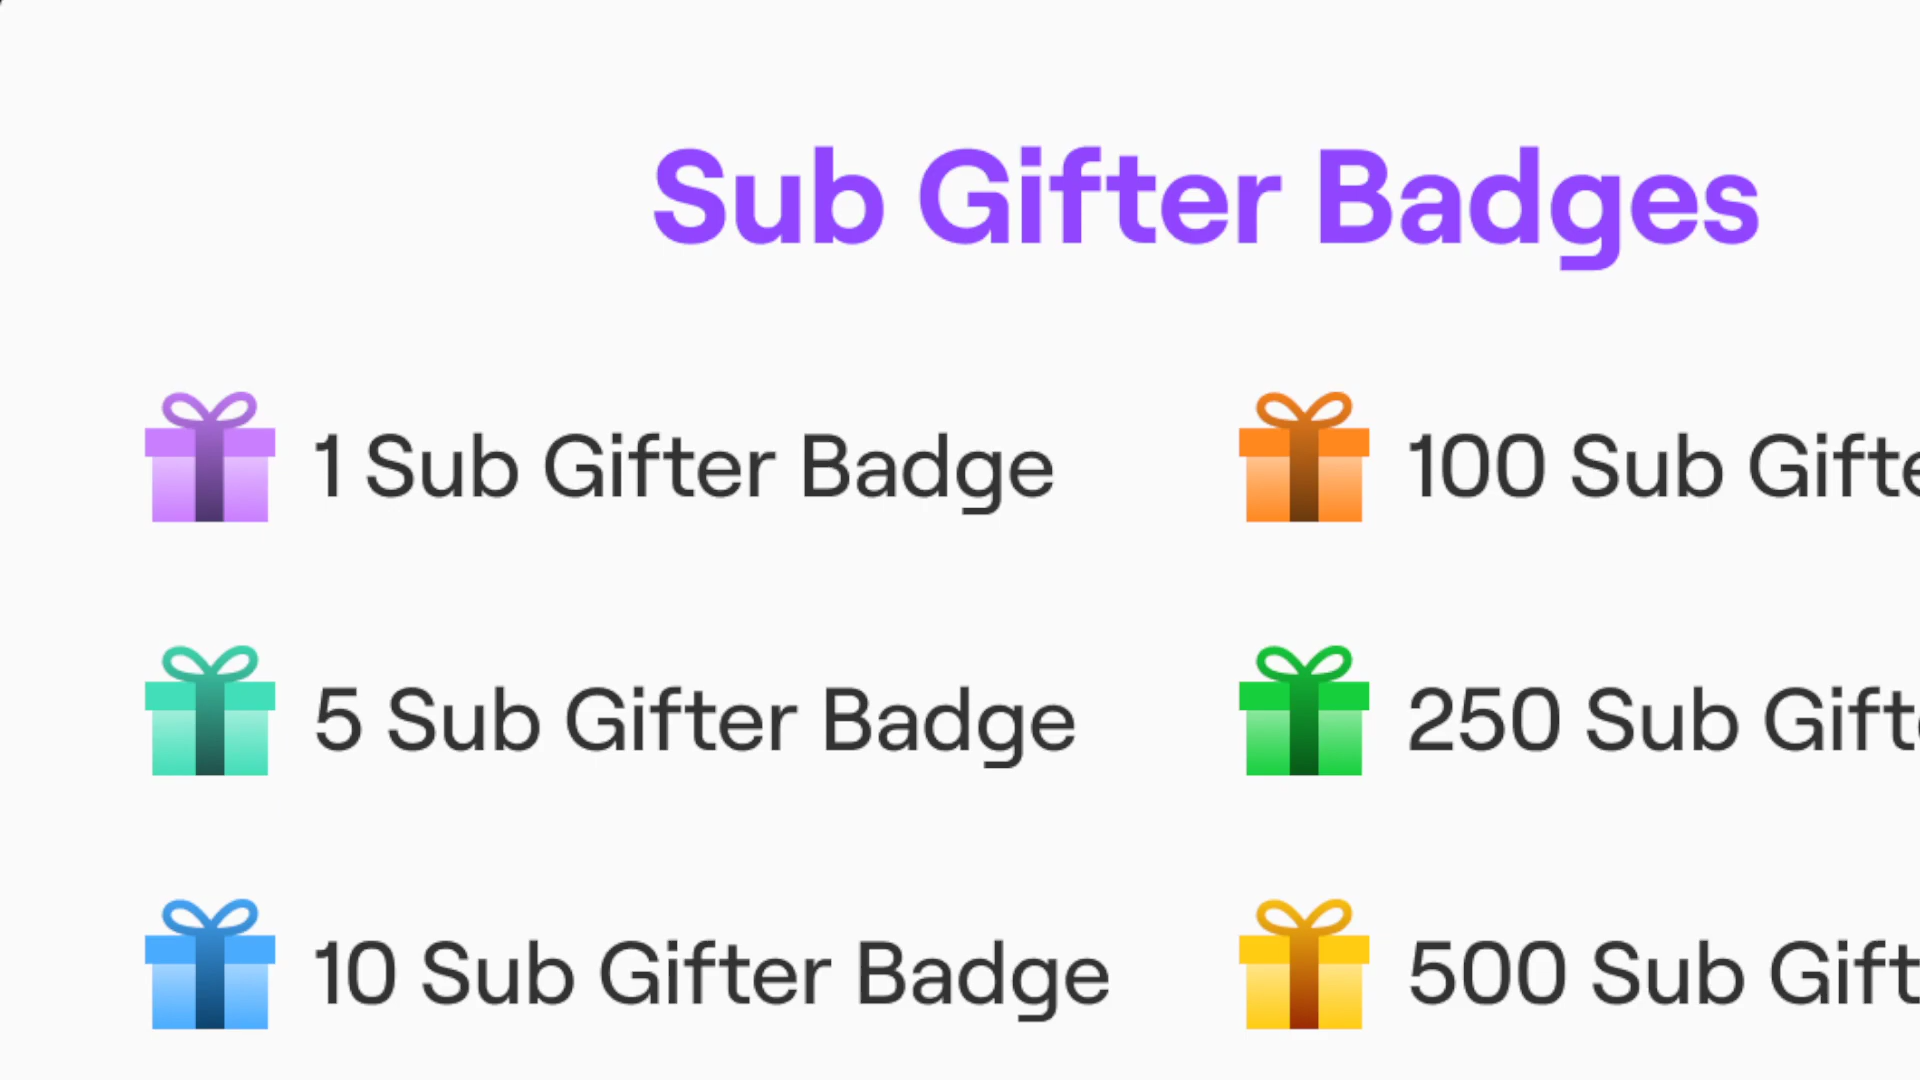 Sub Gifter Badges
1 Sub Gifter Badge
100 Sub Gifte
5 Sub Gifter Badge
250 Sub Gift
10 Sub Gifter Badge
500 Sub Gift